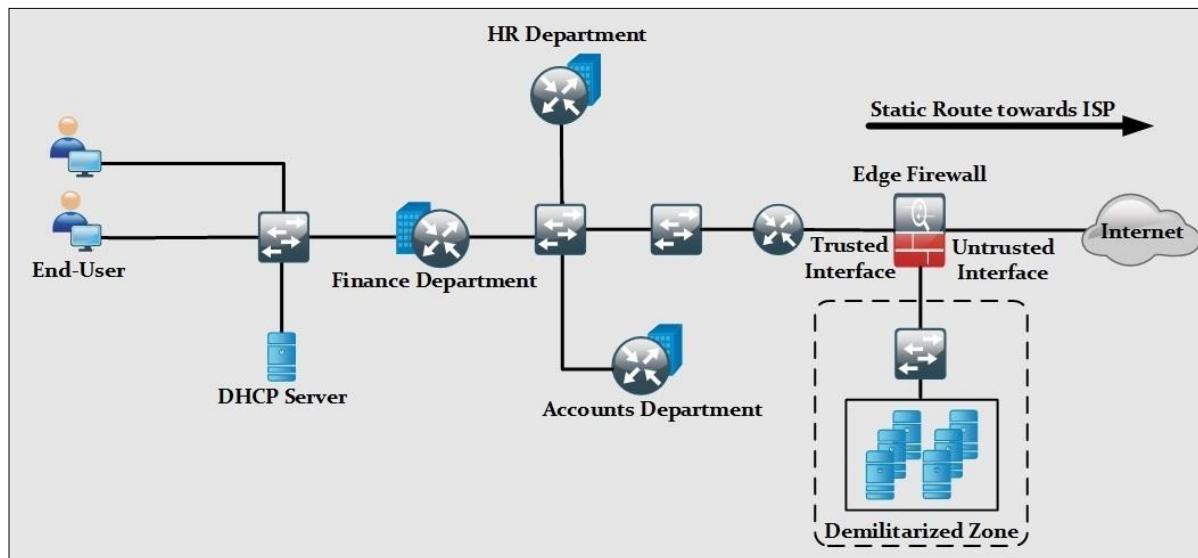 HR Department
Static Route towards ISP
Edge Firewall
End-User
Finance Department
Trusted
Interface
Untrusted
Interface
Internet
DHCP Server
Accounts Department
Demilitarized Zone